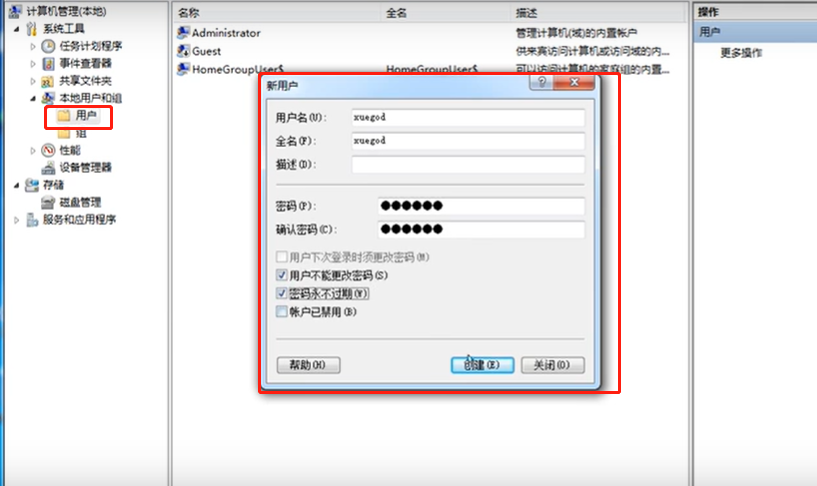 计算机管理(本地)
系统工具
任务计划程序
事件查看器
共享文件夹
本地用户和组
用户
组
性能
设备管理器
存储
磁盘管理
服务和应用程序
名称 全名 描述
Administrator 管理计算机(域)的内置帐户
Guest 供来宾访问计算机或访问域的内...
HomeGroupUser$ HomeGroupUser$ 可以访问计算机的家庭组的内置...
新用户
用户名(U): xuegod
全名(F): xuegod
描述(D):
密码(P): ●●●●●●
确认密码(C): ●●●●●●
用户下次登录时须更改密码(M)
用户不能更改密码(S)
密码永不过期(W)
帐户已禁用(B)
帮助(H) 创建(E) 关闭(O)
操作
用户
更多操作